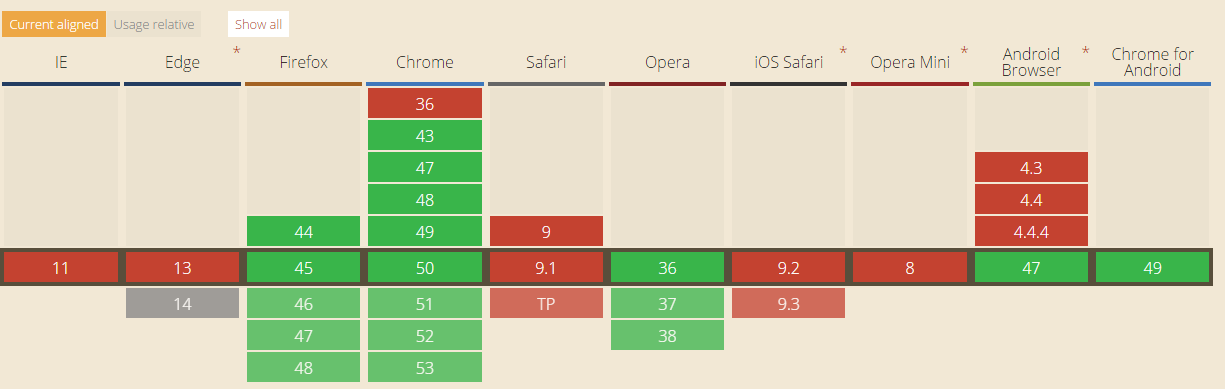 Current aligned Usage relative Show all
IE Edge * Firefox Chrome Safari Opera iOS Safari * Opera Mini * Android Browser * Chrome for Android
36
43
47 4.3
48 4.4
44 49 9 4.4.4
11 13 45 50 9.1 36 9.2 8 47 49
14 46 51 TP 37 9.3
47 52 38
48 53